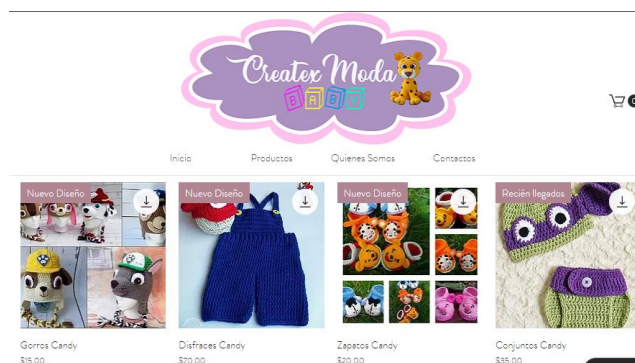 Createx Moda
BABY
Inicio Productos Quienes Somos Contactos
Nuevo Diseño Nuevo Diseño Nuevo Diseño Recién llegados
Gorros Candy Disfraces Candy Zapatos Candy Conjuntos Candy
$15.00 $70.00 $20.00 $35.00